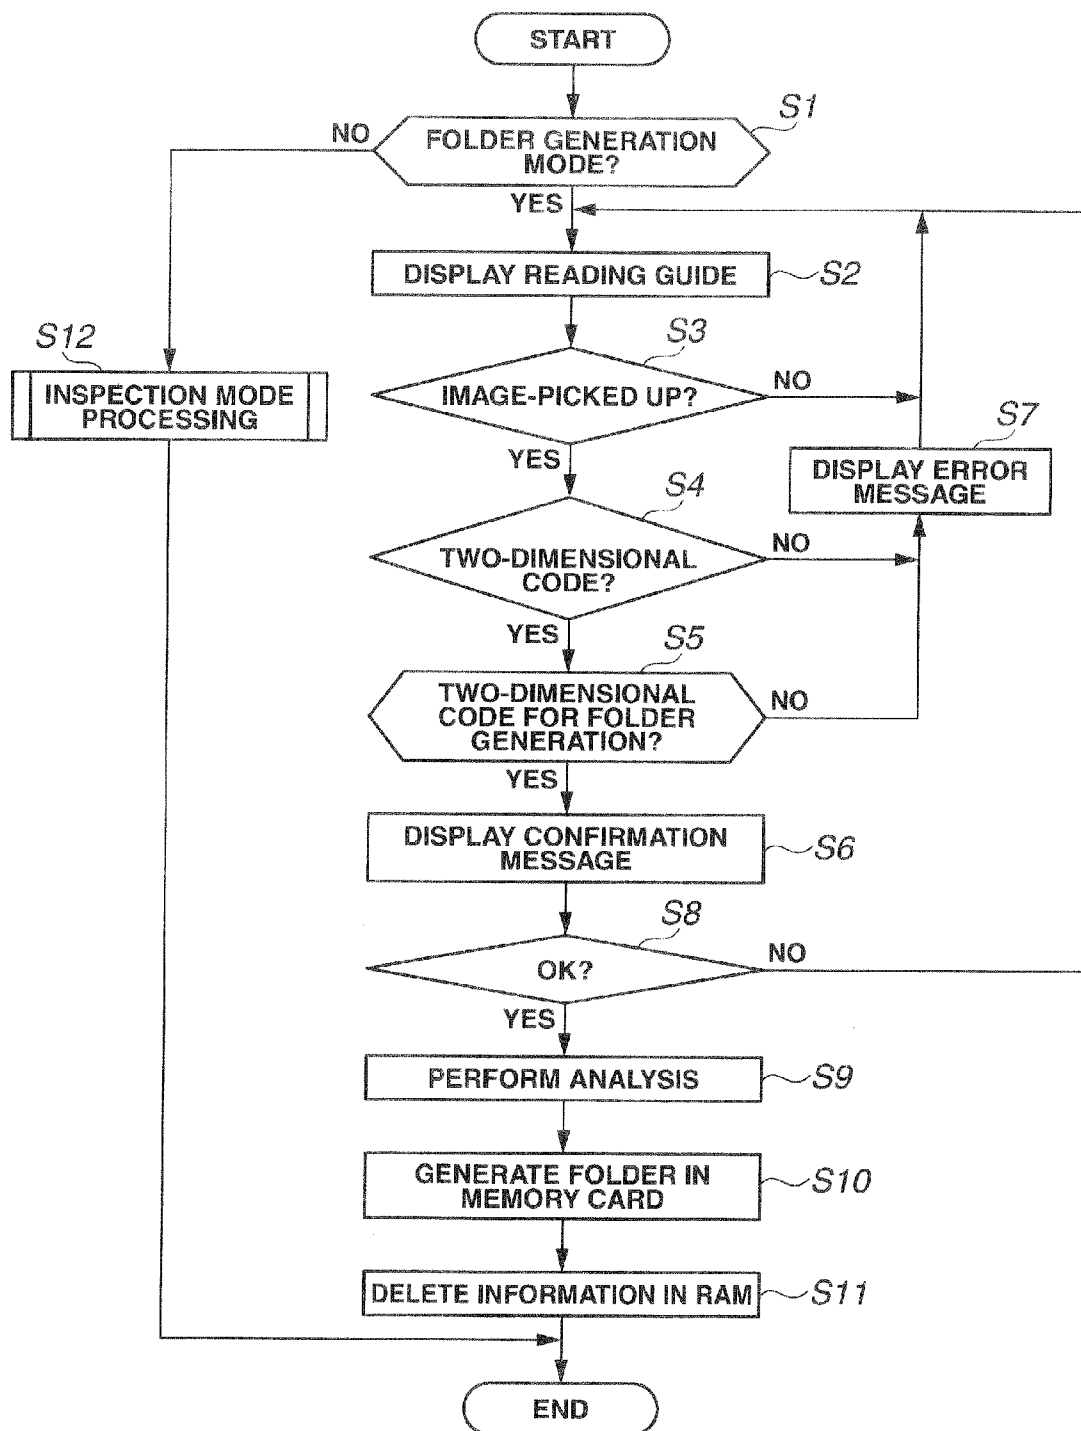 START
S1
NO
FOLDER GENERATION
MODE?
YES
DISPLAY READING GUIDE
S2
S12
S3
INSPECTION MODE
PROCESSING
IMAGE-PICKED UP?
NO
S7
YES
DISPLAY ERROR
MESSAGE
S4
NO
TWO-DIMENSIONAL
CODE?
YES
S5
TWO-DIMENSIONAL
CODE FOR FOLDER
GENERATION?
NO
YES
DISPLAY CONFIRMATION
MESSAGE
S6
S8
OK?
NO
YES
PERFORM ANALYSIS
S9
GENERATE FOLDER IN
MEMORY CARD
S10
DELETE INFORMATION IN RAM
S11
END